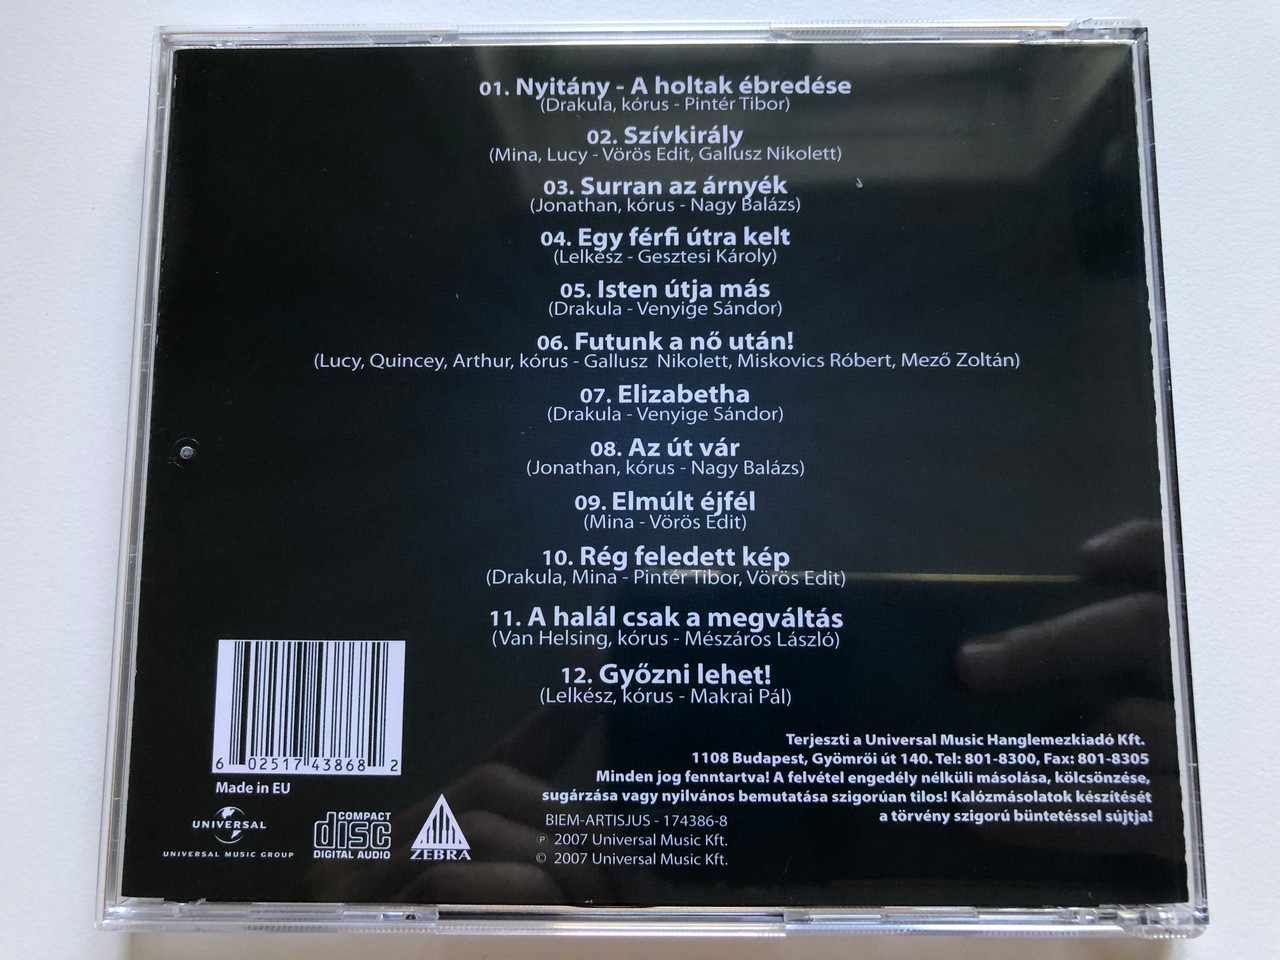 01. Nyitány - A holtak ébredése
(Drakula, kórus - Pintér Tibor)
02. Szívkirály
(Mina, Lucy - Vörös Edit, Gallusz Nikolett)
03. Surran az árnyék
(Jonathan, kórus - Nagy Balázs)
04. Egy férfi útra kelt
(Lelkész - Gesztesi Károly)
05. Isten útja más
(Drakula - Venyige Sándor)
06. Futunk a nő után!
(Lucy, Quincey, Arthur, kórus - Gallusz Nikolett, Miskovics Róbert, Mező Zoltán)
07. Elizabetha
(Drakula - Venyige Sándor)
08. Az út vár
(Jonathan, kórus - Nagy Balázs)
09. Elmúlt éjfél
(Mina - Vörös Edit)
10. Rég feledett kép
(Drakula, Mina - Pintér Tibor, Vörös Edit)
11. A halál csak a megváltás
(Van Helsing, kórus - Mészáros László)
12. Győzni lehet!
(Lelkész, kórus - Makrai Pál)
6 02517 43868 2
Made in EU
UNIVERSAL
UNIVERSAL MUSIC GROUP
COMPACT
disc
DIGITAL AUDIO
ZEBRA
Terjeszti a Universal Music Hanglemezkiadó Kft.
1108 Budapest, Gyömrői út 140. Tel: 801-8300, Fax: 801-8305
Minden jog fenntartva! A felvétel engedély nélküli másolása, kölcsönzése,
sugárzása vagy nyilvános bemutatása szigorúan tilos! Kalózmásolatok készítését
a törvény szigorú büntetéssel sújtja!
BIEM-ARTISJUS - 174386-8
℗ 2007 Universal Music Kft.
© 2007 Universal Music Kft.